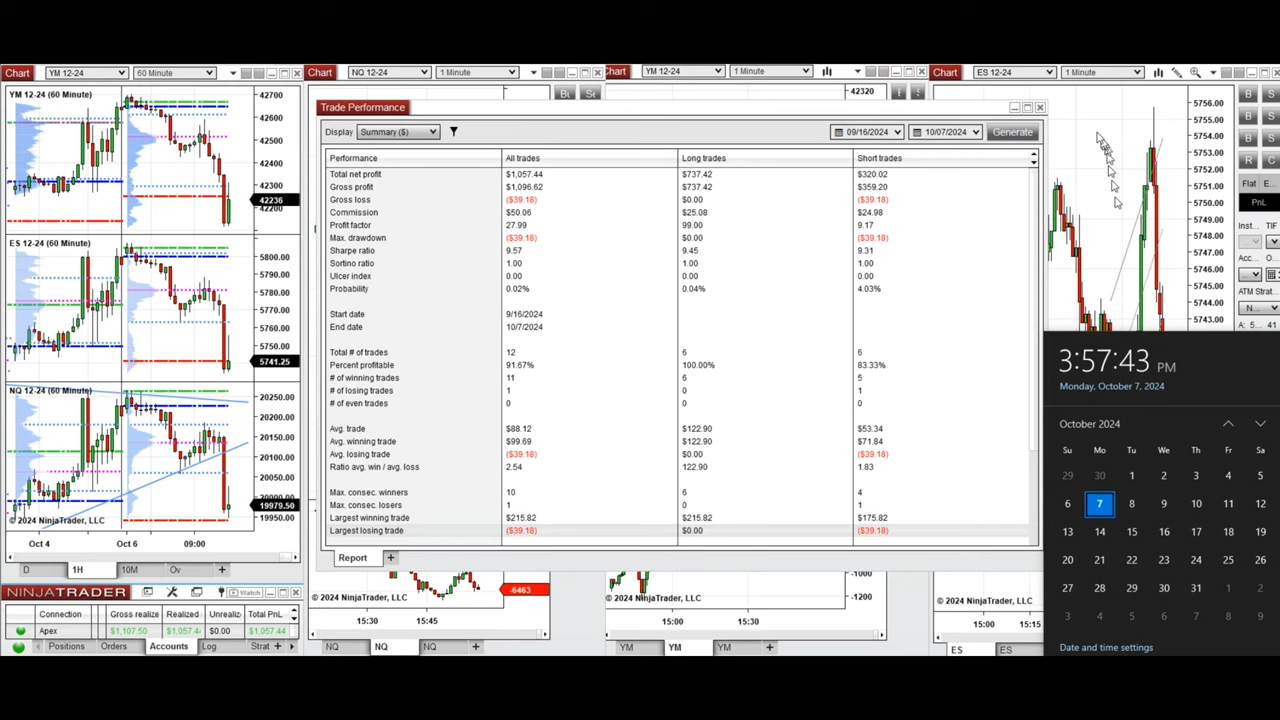 Chart YM 12-24 60 Minute
YM 12-24 (60 Minute)
42700
42600
42500
42400
42300
42236
42200
ES 12-24 (60 Minute)
5800.00
5790.00
5780.00
5770.00
5760.00
5750.00
5741.25
NQ 12-24 (60 Minute)
20250.00
20200.00
20150.00
20100.00
20050.00
20000.00
19979.50
19950.00
© 2024 NinjaTrader, LLC
Oct 4 Oct 6 09:00
D 1H 10M Ov +
NINJATRADER Watch
Connection Gross realize Realized Unrealiz Total PnL
Apex $1,107.50 $1,057.4 $0.00 $1,057.44
Positions Orders Accounts Log Strat +
Chart NQ 12-24 1 Minute
Chart YM 12-24 1 Minute
42320
Chart ES 12-24 1 Minute
Trade Performance
Display Summary ($) 09/16/2024 10/07/2024 Generate
Performance All trades Long trades Short trades
Total net profit $1,057.44 $737.42 $320.02
Gross profit $1,096.62 $737.42 $359.20
Gross loss ($39.18) $0.00 ($39.18)
Commission $50.06 $25.08 $24.98
Profit factor 27.99 99.00 9.17
Max. drawdown ($39.18) $0.00 ($39.18)
Sharpe ratio 9.57 9.45 9.31
Sortino ratio 1.00 1.00 1.00
Ulcer index 0.00 0.00 0.00
Probability 0.02% 0.04% 4.03%
Start date 9/16/2024
End date 10/7/2024
Total # of trades 12 6 6
Percent profitable 91.67% 100.00% 83.33%
# of winning trades 11 6 5
# of losing trades 1 0 1
# of even trades 0 0 0
Avg. trade $88.12 $122.90 $53.34
Avg. winning trade $99.69 $122.90 $71.84
Avg. losing trade ($39.18) $0.00 ($39.18)
Ratio avg. win / avg. loss 2.54 122.90 1.83
Max. consec. winners 10 6 4
Max. consec. losers 1 0 1
Largest winning trade $215.82 $215.82 $175.82
Largest losing trade ($39.18) $0.00 ($39.18)
Report +
-6463
© 2024 NinjaTrader, LLC
15:30 15:45
NQ NQ NQ +
-1000
-1200
© 2024 NinjaTrader, LLC
15:00 15:30
YM YM YM +
© 2024 NinjaTrader, LLC
15:00 15:15
ES ES
5756.00
5754.00
5753.00
5751.00
5749.00
5747.00
5746.00
5744.00
5743.00
B
B
B
R C
Flat E...
PnL
Inst... TIF
Acc... O...
ATM Strat
N...
A: 5...
3:57:43 PM
Monday, October 7, 2024
October 2024
Su Mo Tu We Th Fr Sa
29 30 1 2 3 4 5
6 7 8 9 10 11 12
13 14 15 16 17 18 19
20 21 22 23 24 25 26
27 28 29 30 31 1 2
3 4 5 6 7 8 9
Date and time settings